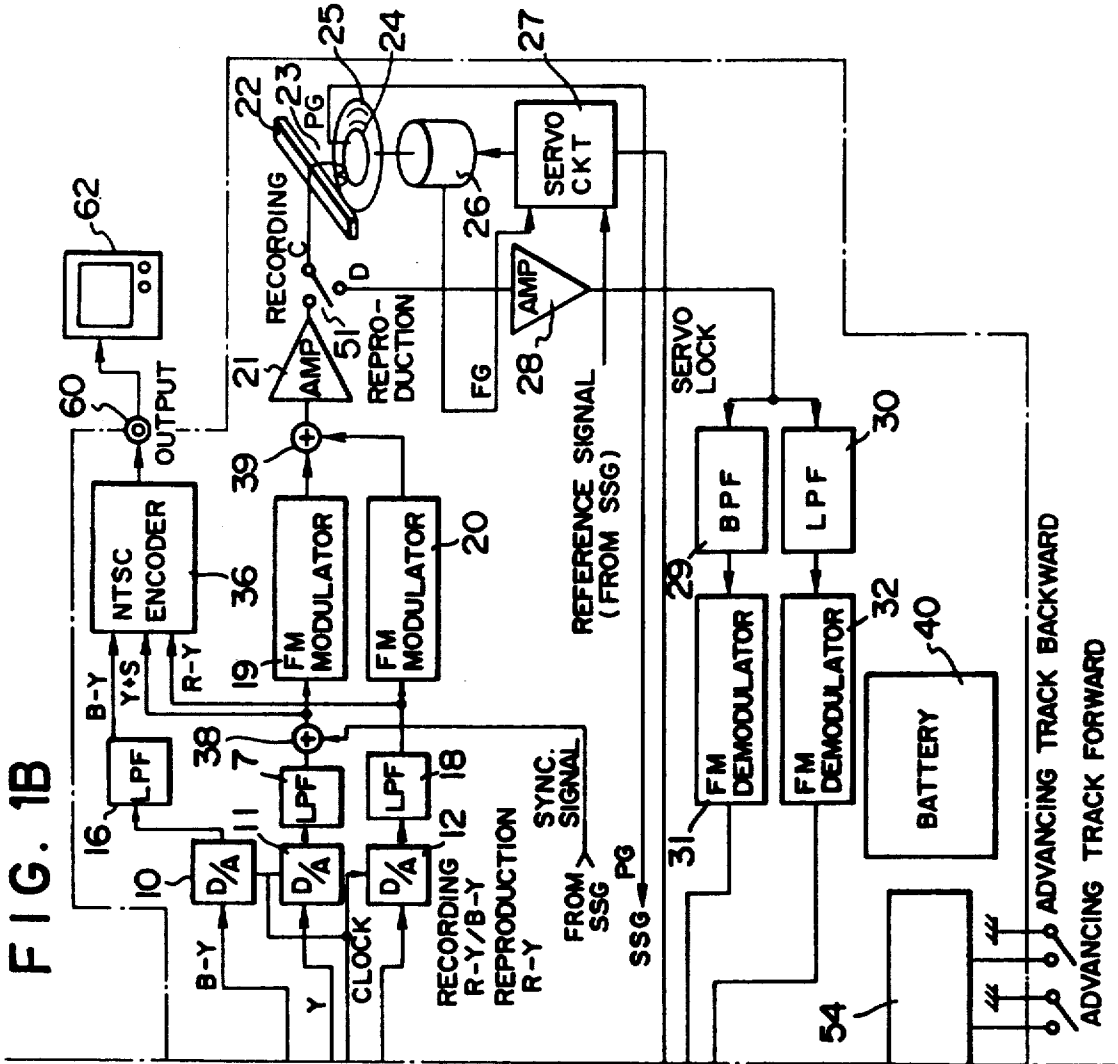 FIG. 1B
62
60
OUTPUT
NTSC
ENCODER
36
B-Y
Y+S
R-Y
16
LPF
10
D/A
B-Y
11
D/A
Y
CLOCK
12
D/A
7
LPF
18
LPF
38
19
FM
MODULATOR
FM
MODULATOR
20
39
21
AMP
RECORDING
C
D
51
REPRO-
DUCTION
22
23
PG
25
24
26
27
SERVO
CKT
FG
AMP
28
REFERENCE SIGNAL
(FROM SSG)
SERVO
LOCK
RECORDING
R-Y/B-Y
REPRODUCTION
R-Y
SYNC.
SIGNAL
FROM
SSG
PG
SSG
29
BPF
LPF
30
31
FM
DEMODULATOR
FM
DEMODULATOR
32
BATTERY
40
54
ADVANCING TRACK BACKWARD
ADVANCING TRACK FORWARD